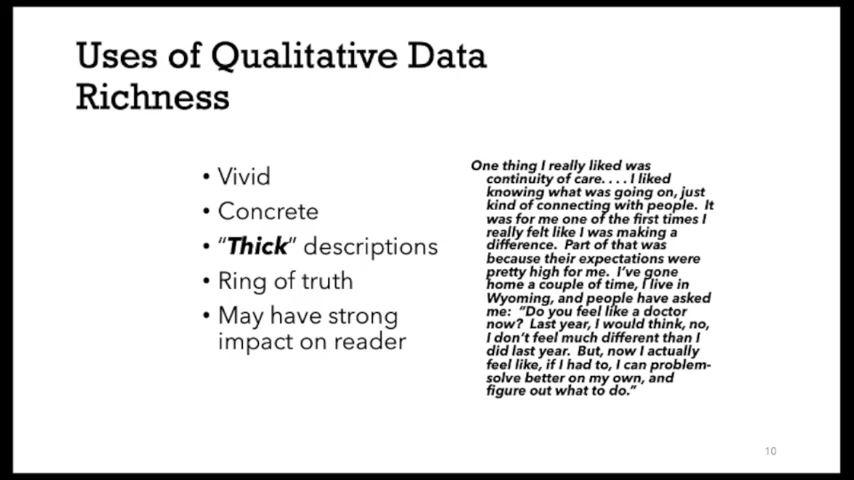 Uses of Qualitative Data
Richness
• Vivid
• Concrete
• “Thick” descriptions
• Ring of truth
• May have strong
impact on reader
One thing I really liked was
continuity of care. . . . I liked
knowing what was going on, just
kind of connecting with people. It
was for me one of the first times I
really felt like I was making a
difference. Part of that was
because their expectations were
pretty high for me. I’ve gone
home a couple of time, I live in
Wyoming, and people have asked
me: “Do you feel like a doctor
now? Last year, I would think, no,
I don’t feel much different than I
did last year. But, now I actually
feel like, if I had to, I can problem-
solve better on my own, and
figure out what to do.”
10